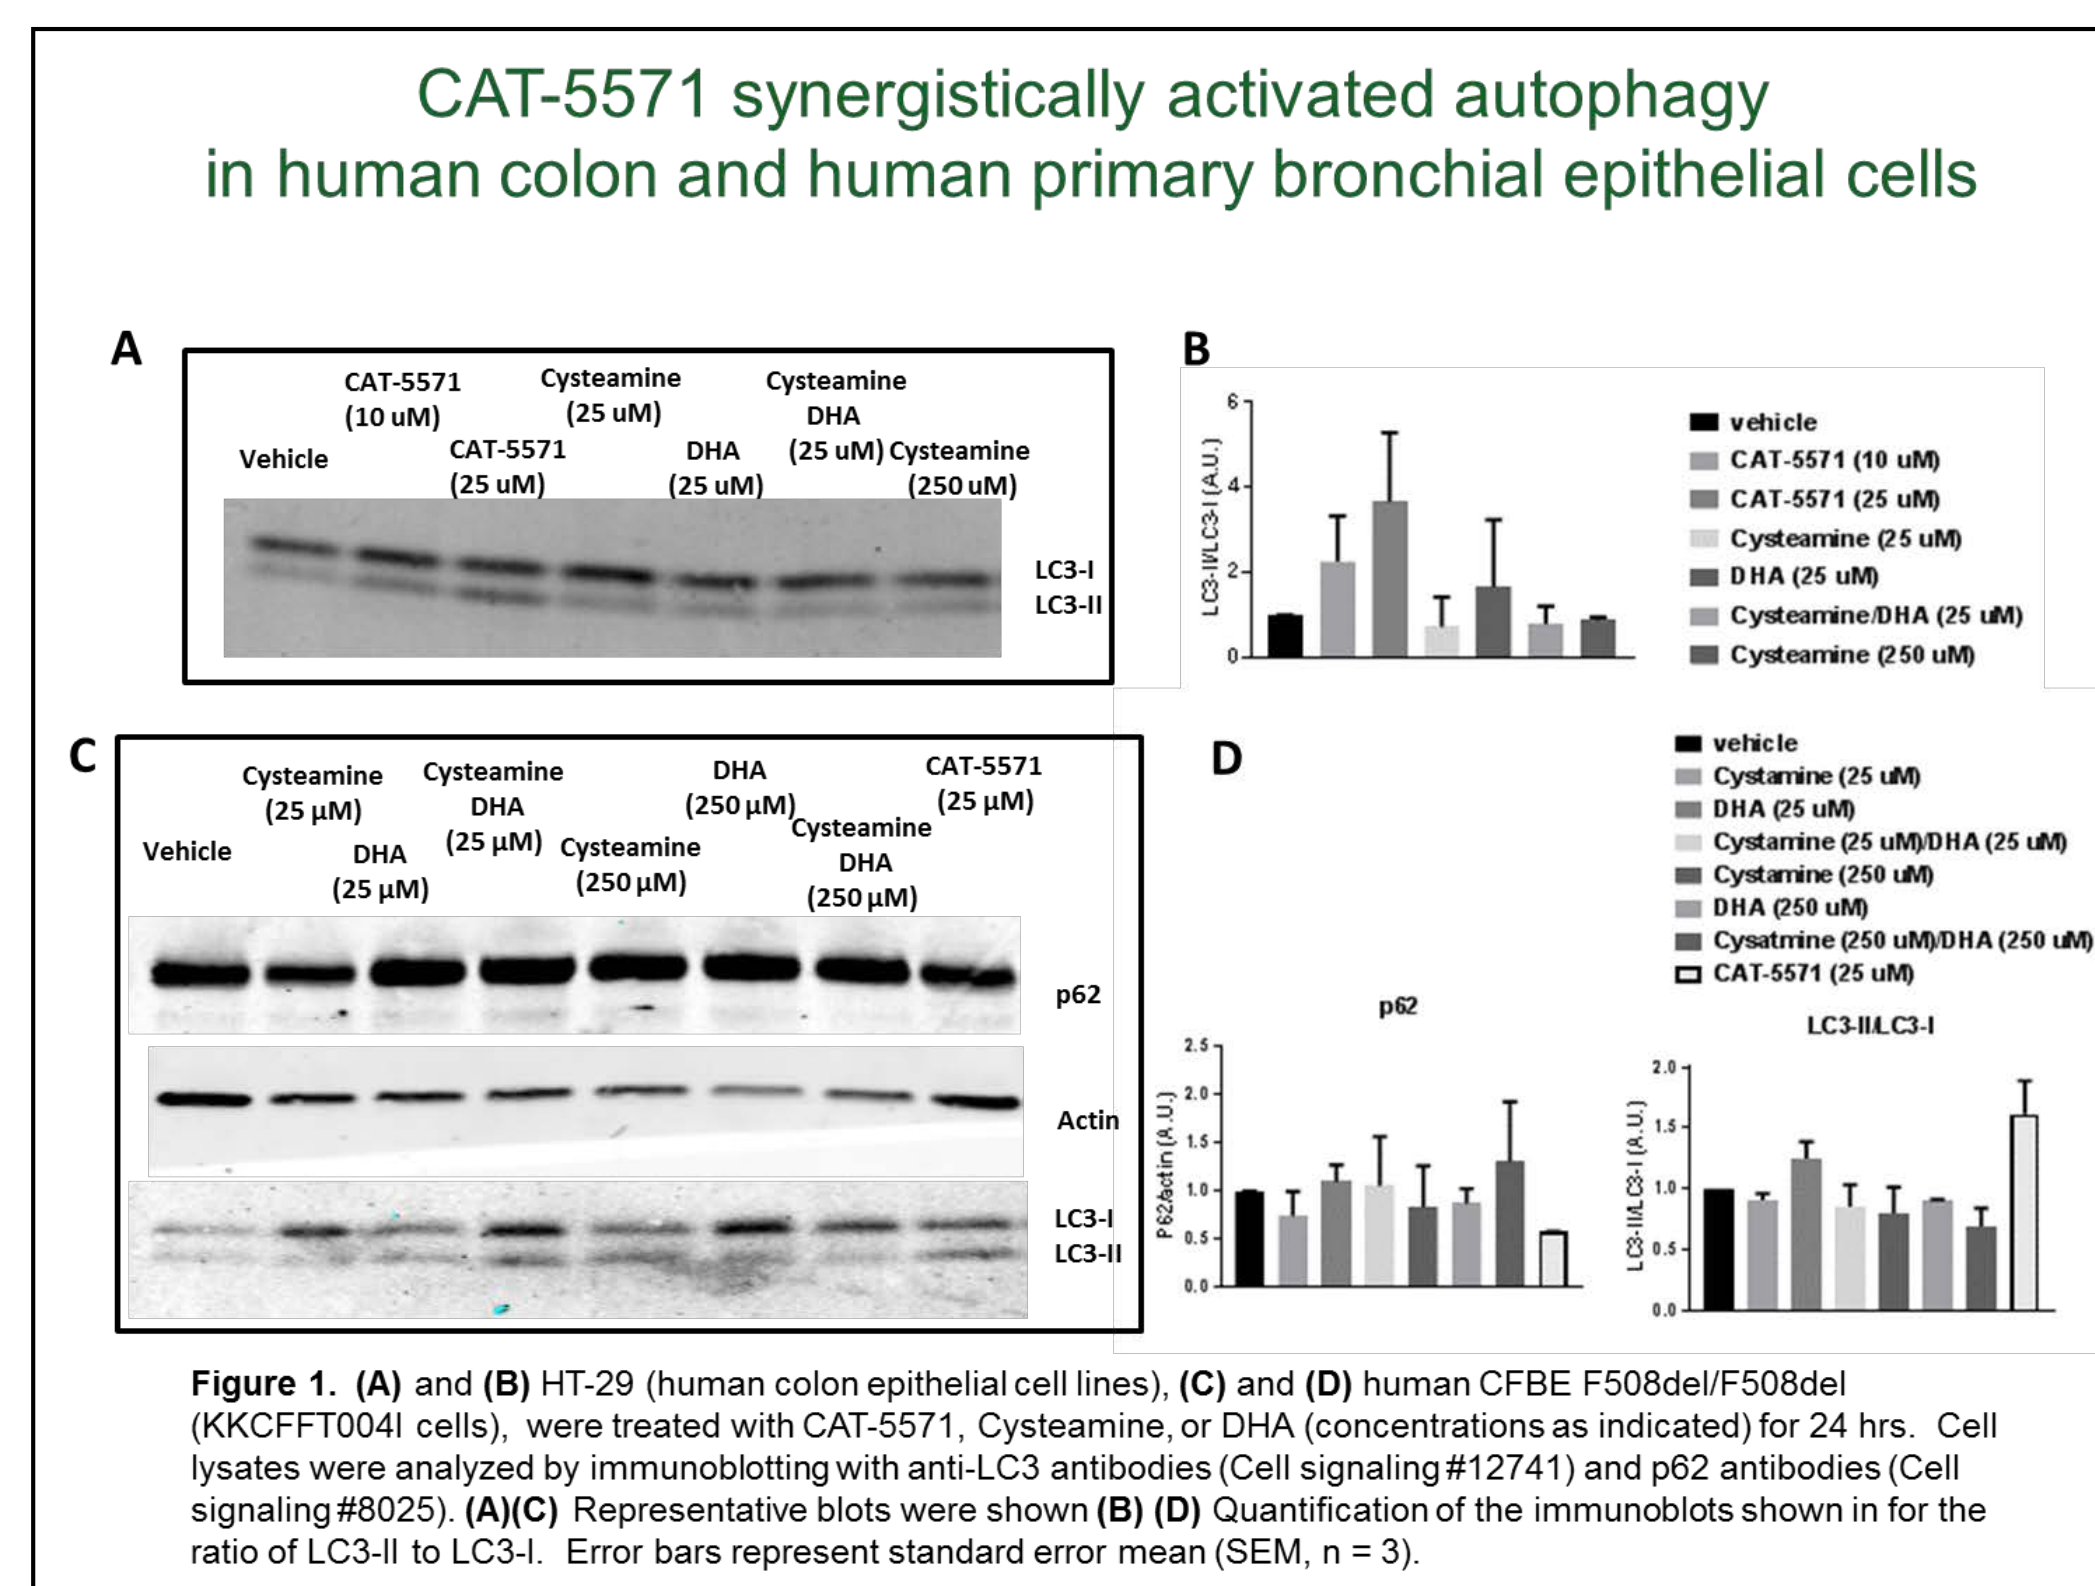 CAT-5571 synergistically activated autophagy
in human colon and human primary bronchial epithelial cells
A
Vehicle
CAT-5571
(10 uM)
CAT-5571
(25 uM)
Cysteamine
(25 uM)
DHA
(25 uM)
Cysteamine
DHA
(25 uM)
Cysteamine
(250 uM)
LC3-I
LC3-II
B
LC3-II/LC3-I (A.U.)
6
4
2
0
vehicle
CAT-5571 (10 uM)
CAT-5571 (25 uM)
Cysteamine (25 uM)
DHA (25 uM)
Cysteamine/DHA (25 uM)
Cysteamine (250 uM)
C
Vehicle
Cysteamine
(25 µM)
DHA
(25 µM)
Cysteamine
DHA
(25 µM)
Cysteamine
(250 µM)
DHA
(250 µM)
Cysteamine
DHA
(250 µM)
CAT-5571
(25 µM)
p62
Actin
LC3-I
LC3-II
D
vehicle
Cystamine (25 uM)
DHA (25 uM)
Cystamine (25 uM)/DHA (25 uM)
Cystamine (250 uM)
DHA (250 uM)
Cysatmine (250 uM)/DHA (250 uM)
CAT-5571 (25 uM)
p62
P62/actin (A.U.)
2.5
2.0
1.5
1.0
0.5
0.0
LC3-II/LC3-I
LC3-II/LC3-I (A.U.)
2.0
1.5
1.0
0.5
0.0
Figure 1. (A) and (B) HT-29 (human colon epithelial cell lines), (C) and (D) human CFBE F508del/F508del
(KKCFFT004I cells), were treated with CAT-5571, Cysteamine, or DHA (concentrations as indicated) for 24 hrs. Cell
lysates were analyzed by immunoblotting with anti-LC3 antibodies (Cell signaling #12741) and p62 antibodies (Cell
signaling #8025). (A)(C) Representative blots were shown (B) (D) Quantification of the immunoblots shown in for the
ratio of LC3-II to LC3-I. Error bars represent standard error mean (SEM, n = 3).